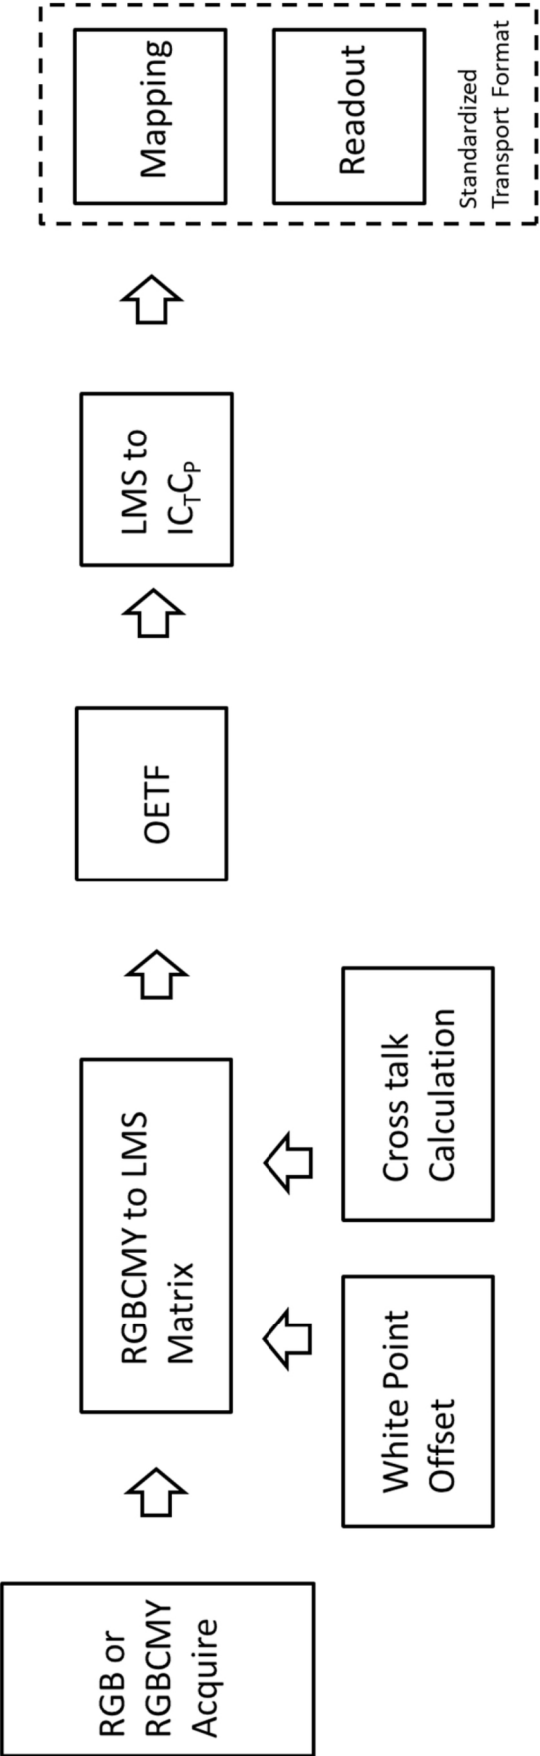 RGB or
RGBCMY
Acquire
RGBCMY to LMS
Matrix
White Point
Offset
Cross talk
Calculation
OETF
LMS to
ICTCP
Mapping
Readout
Standardized
Transport Format